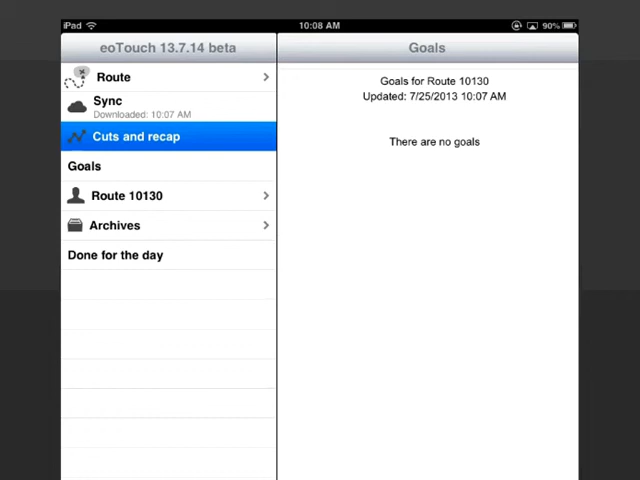 iPad
10:08 AM
90%
eoTouch 13.7.14 beta
Goals
Route
Sync
Downloaded: 10:07 AM
Cuts and recap
Goals
Route 10130
Archives
Done for the day
Goals for Route 10130
Updated: 7/25/2013 10:07 AM
There are no goals